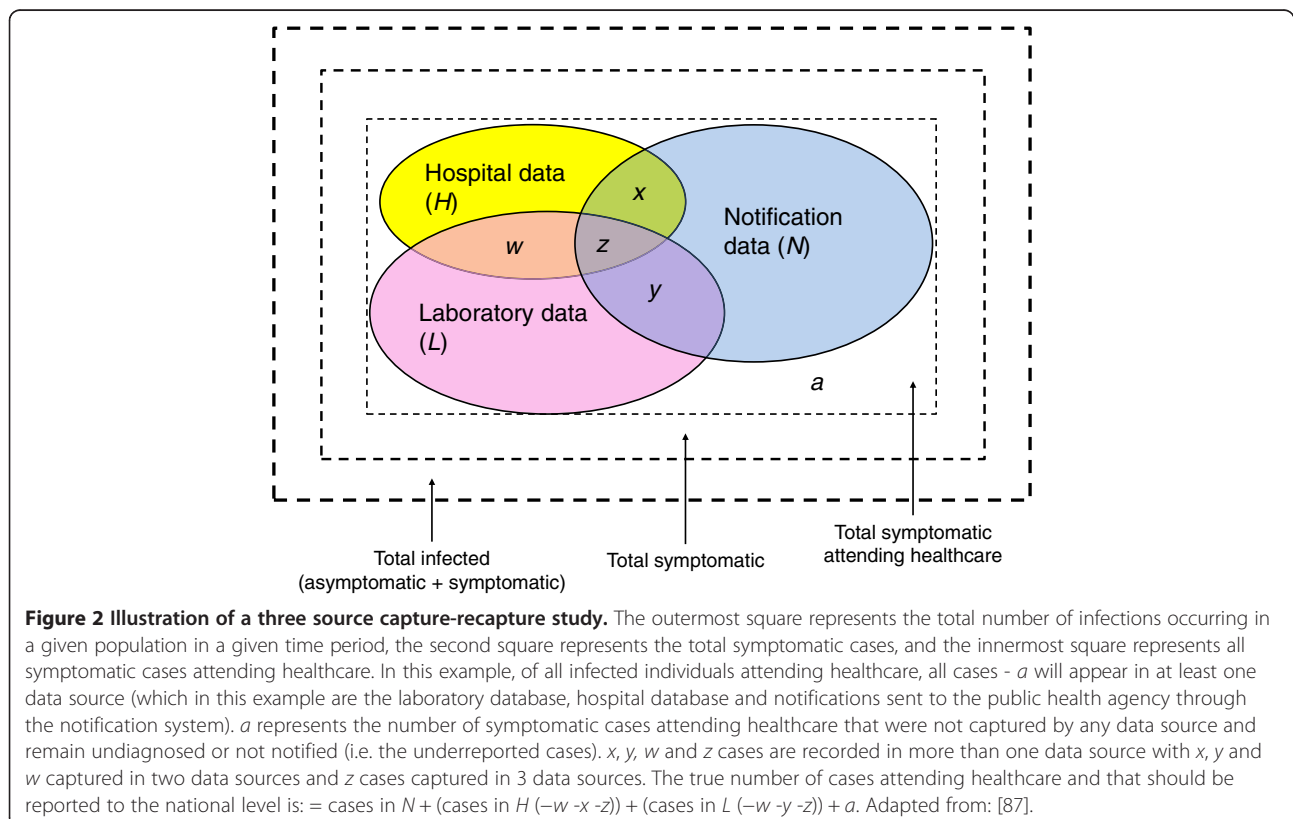 Hospital data
(H)
x
Notification
data (N)
w
z
y
Laboratory data
(L)
a
Total infected
(asymptomatic + symptomatic)
Total symptomatic
Total symptomatic
attending healthcare
Figure 2 Illustration of a three source capture-recapture study. The outermost square represents the total number of infections occurring in
a given population in a given time period, the second square represents the total symptomatic cases, and the innermost square represents all
symptomatic cases attending healthcare. In this example, of all infected individuals attending healthcare, all cases - a will appear in at least one
data source (which in this example are the laboratory database, hospital database and notifications sent to the public health agency through
the notification system). a represents the number of symptomatic cases attending healthcare that were not captured by any data source and
remain undiagnosed or not notified (i.e. the underreported cases). x, y, w and z cases are recorded in more than one data source with x, y and
w captured in two data sources and z cases captured in 3 data sources. The true number of cases attending healthcare and that should be
reported to the national level is: = cases in N + (cases in H (−w -x -z)) + (cases in L (−w -y -z)) + a. Adapted from: [87].